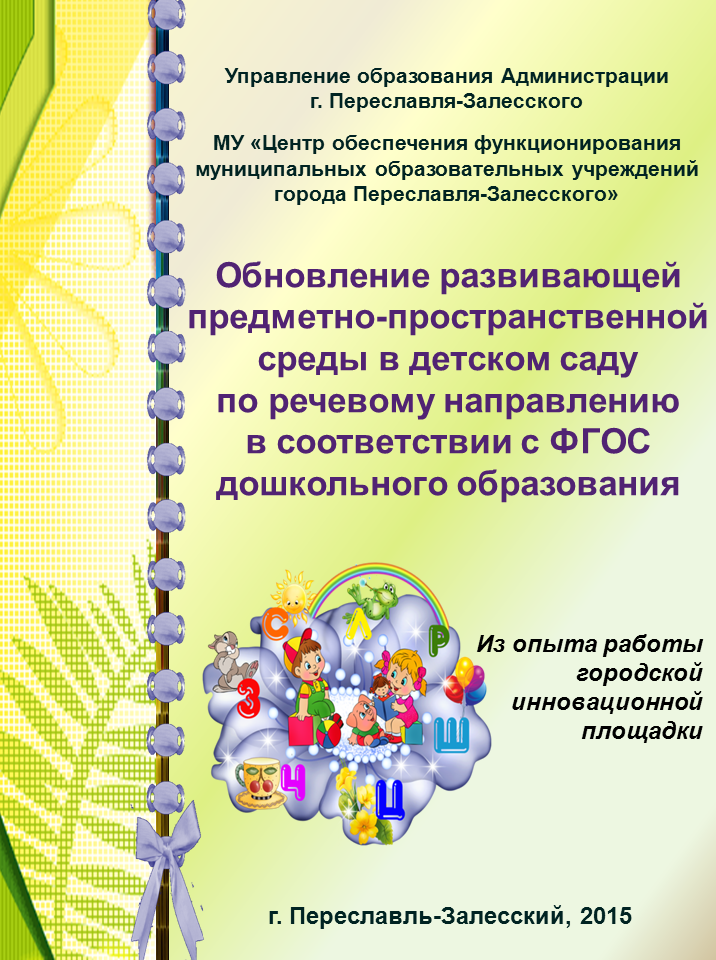 Управление образования Администрации
г. Переславля-Залесского
МУ «Центр обеспечения функционирования
муниципальных образовательных учреждений
города Переславля-Залесского»
Обновление развивающей
предметно-пространственной
среды в детском саду
по речевому направлению
в соответствии с ФГОС
дошкольного образования
С Л Р
З
Ш
Ч Ц
Из опыта работы
городской
инновационной
площадки
г. Переславль-Залесский, 2015